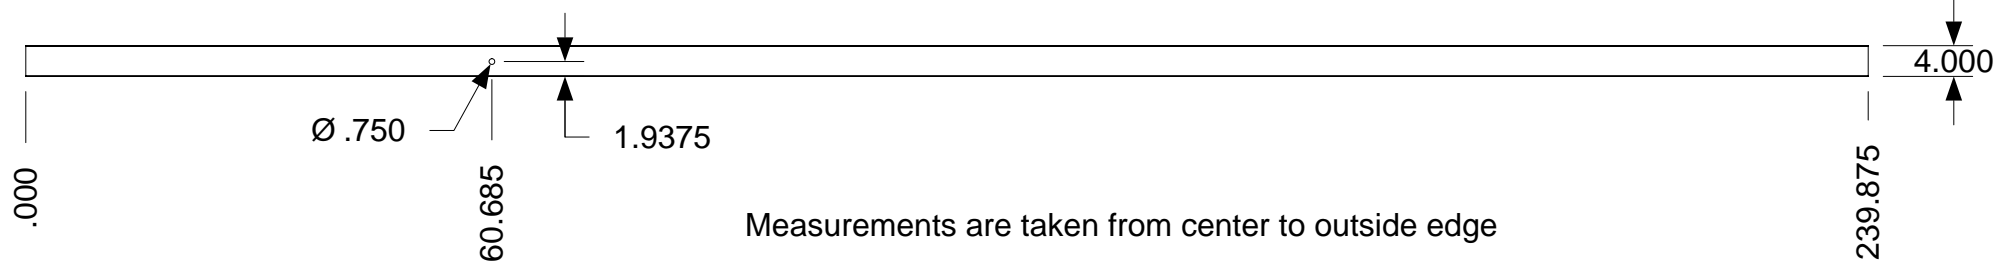 4.000
Ø .750
1.9375
.000
60.685
239.875
Measurements are taken from center to outside edge